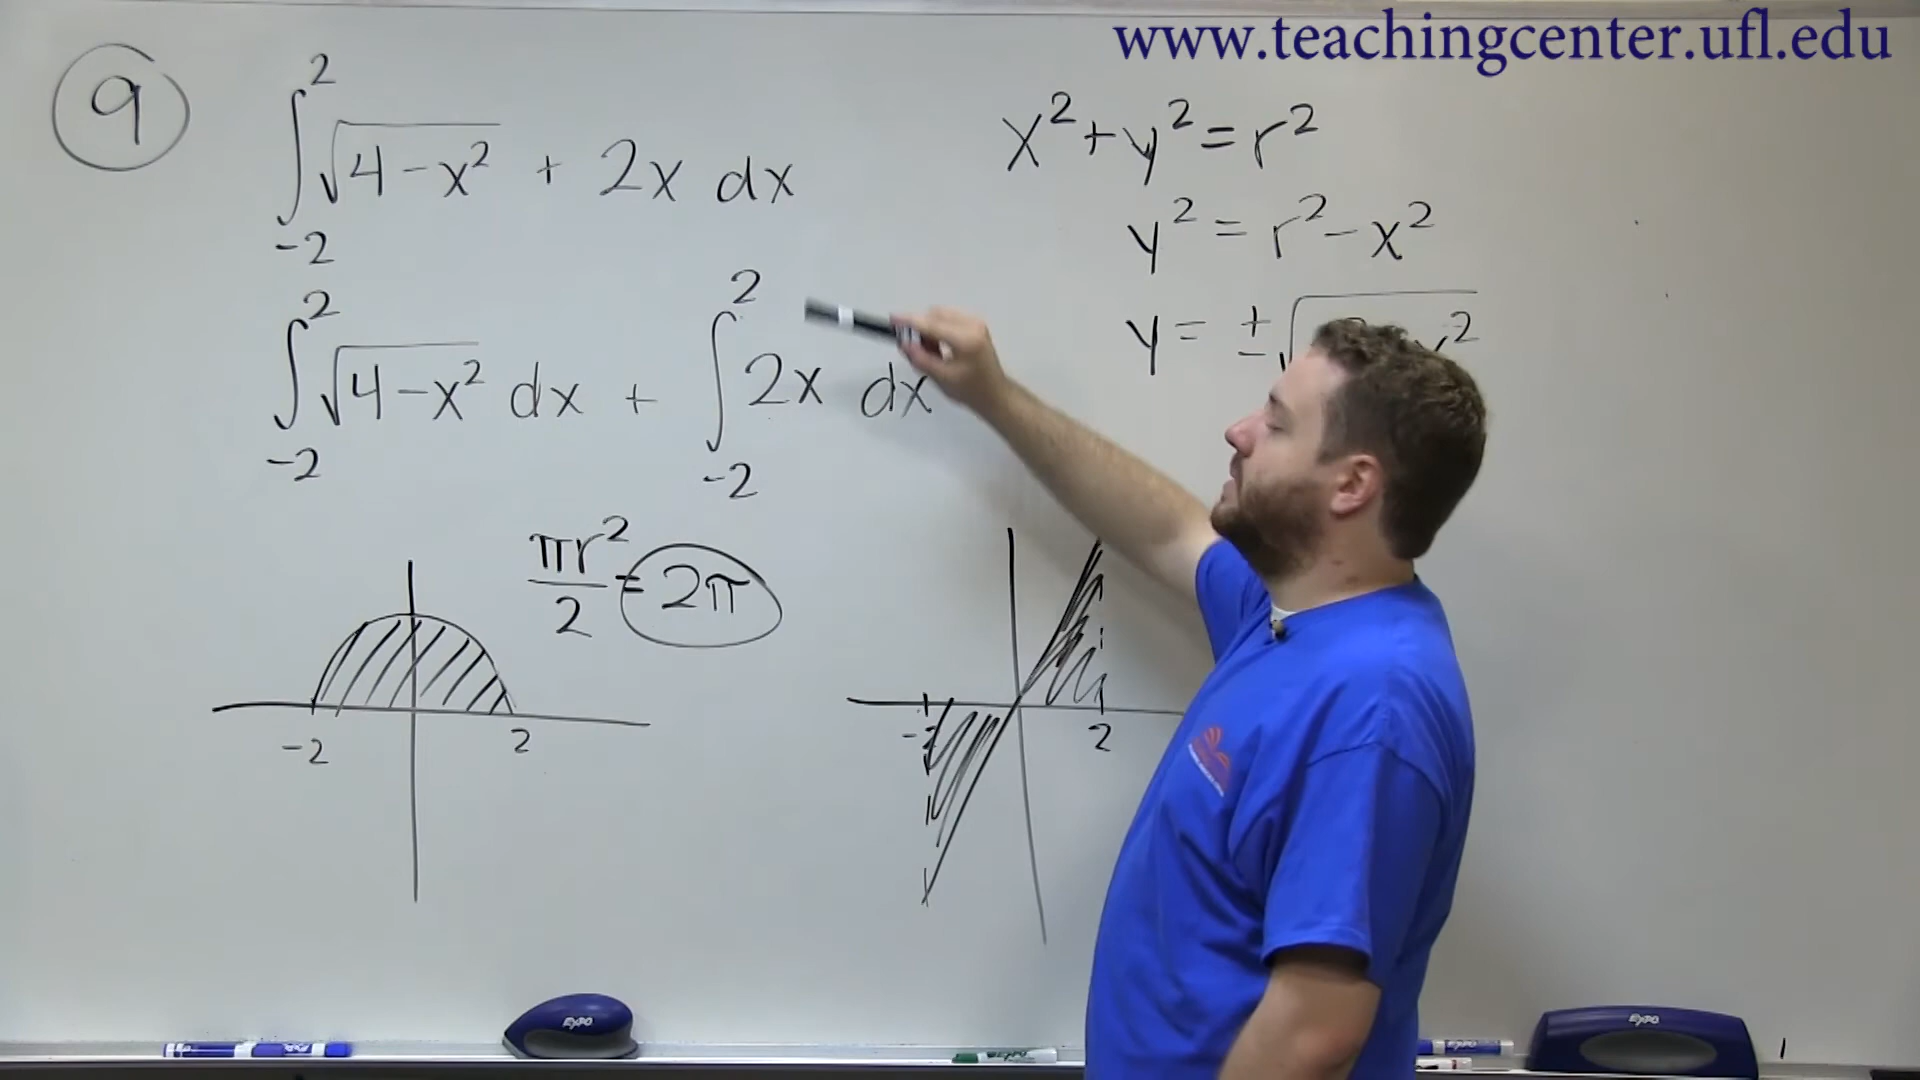 www.teachingcenter.ufl.edu
9
∫_{-2}^{2} √(4-x²) + 2x dx
∫_{-2}^{2} √(4-x²) dx + ∫_{-2}^{2} 2x dx
πr²/2 = 2π
-2 2
2
x²+y²=r²
y²=r²-x²
y=±√
EXPO
EXPO